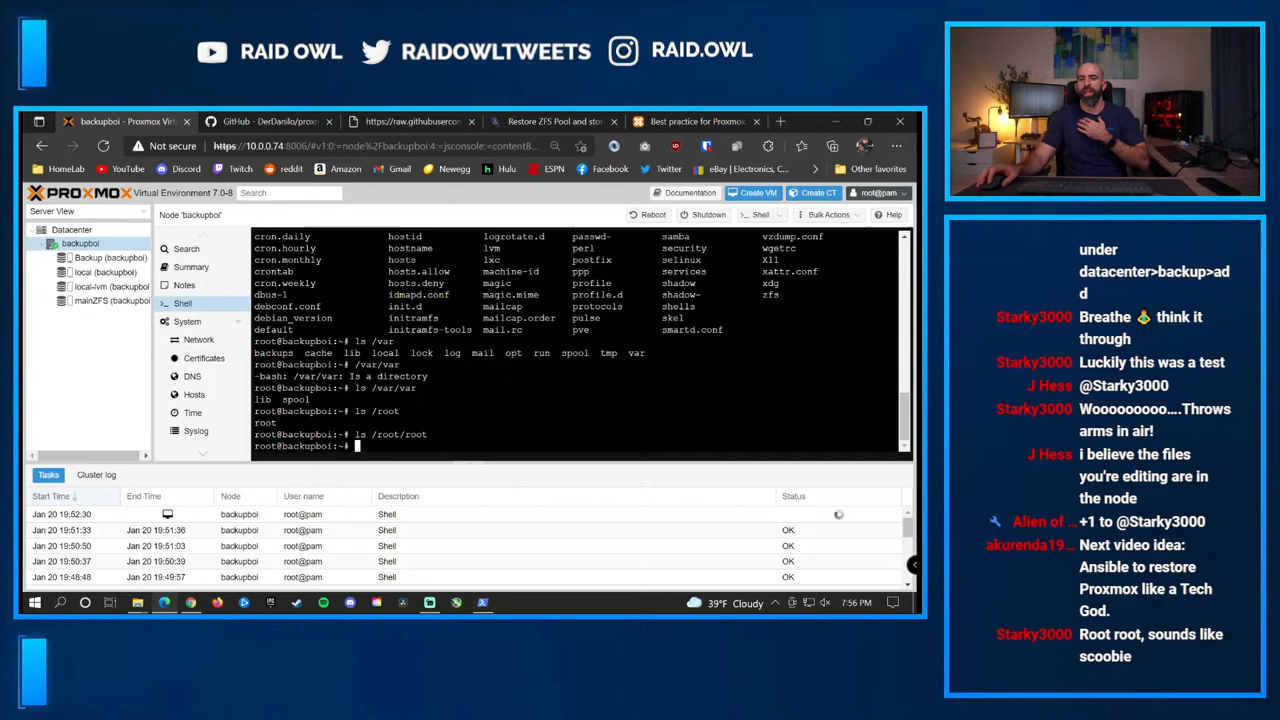 RAID OWL
RAIDOWLTWEETS
RAID.OWL
backupboi - Proxmox Virtu
GitHub - DerDanilo/proxm
https://raw.githubusercon
Restore ZFS Pool and sto
Best practice for Proxmox
Not secure
https://10.0.0.74:8006/#v1:0:=node%2Fbackupboi:4:=jsconsole=contentB...
HomeLab
YouTube
Discord
Twitch
reddit
Amazon
Gmail
Newegg
Hulu
ESPN
Facebook
Twitter
eBay (Electronics, C...
Other favorites
PROXMOX Virtual Environment 7.0-8
Search
Documentation
Create VM
Create CT
root@pam
Server View
Node 'backupboi'
Reboot
Shutdown
Shell
Bulk Actions
Help
Datacenter
backupboi
Backup (backupboi)
local (backupboi)
local-lvm (backupboi
mainZFS (backupboi
Search
Summary
Notes
Shell
System
Network
Certificates
DNS
Hosts
Time
Syslog
cron.daily hostid logrotate.d passwd- samba vzdump.conf
cron.hourly hostname lvm perl security wgetrc
cron.monthly hosts lxc postfix selinux X11
crontab hosts.allow machine-id ppp services xattr.conf
cron.weekly hosts.deny magic profile shadow xdg
dbus-1 idmapd.conf magic.mime profile.d shadow- zfs
debconf.conf init.d mailcap protocols shells
debian_version initramfs mailcap.order pulse skel
default initramfs-tools mail.rc pve smartd.conf
root@backupboi:~# ls /var
backups cache lib local lock log mail opt run spool tmp var
root@backupboi:~# /var/var
-bash: /var/var: Is a directory
root@backupboi:~# ls /var/var
lib spool
root@backupboi:~# ls /root
root
root@backupboi:~# ls /root/root
root@backupboi:~#
Tasks
Cluster log
Start Time End Time Node User name Description Status
Jan 20 19:52:30 backupboi root@pam Shell
Jan 20 19:51:33 Jan 20 19:51:36 backupboi root@pam Shell OK
Jan 20 19:50:50 Jan 20 19:51:03 backupboi root@pam Shell OK
Jan 20 19:50:37 Jan 20 19:50:39 backupboi root@pam Shell OK
Jan 20 19:48:48 Jan 20 19:49:57 backupboi root@pam Shell OK
39°F Cloudy
7:56 PM
under
datacenter>backup>ad
d
Starky3000 Breathe 🧘 think it
through
Starky3000 Luckily this was a test
J Hess @Starky3000
Starky3000 Wooooooooo….Throws
arms in air!
J Hess i believe the files
you're editing are in
the node
Allen of ... +1 to @Starky3000
akurenda19... Next video idea:
Ansible to restore
Proxmox like a Tech
God.
Starky3000 Root root, sounds like
scoobie